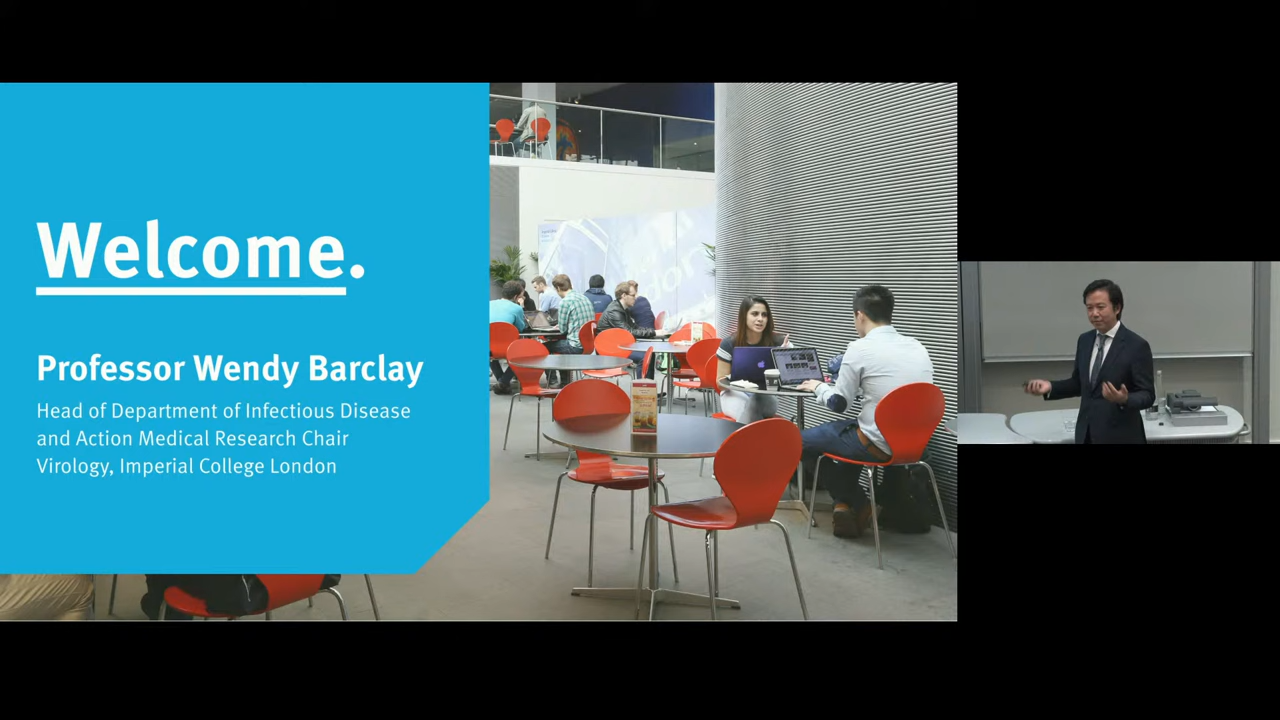 Welcome.
Professor Wendy Barclay
Head of Department of Infectious Disease
and Action Medical Research Chair
Virology, Imperial College London